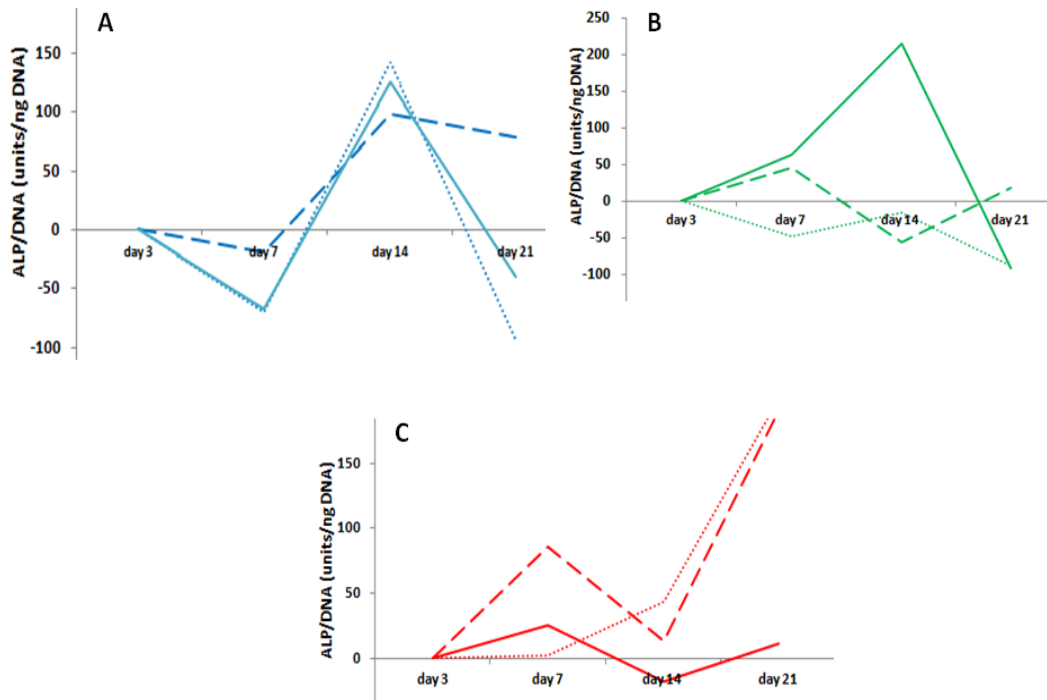 A
ALP/DNA (units/ng DNA)
150
100
50
0
-50
-100
day 3
day 7
day 14
day 21
B
ALP/DNA (units/ng DNA)
250
200
150
100
50
0
-50
-100
day 3
day 7
day 14
day 21
C
ALP/DNA (units/ng DNA)
150
100
50
0
day 3
day 7
day 14
day 21